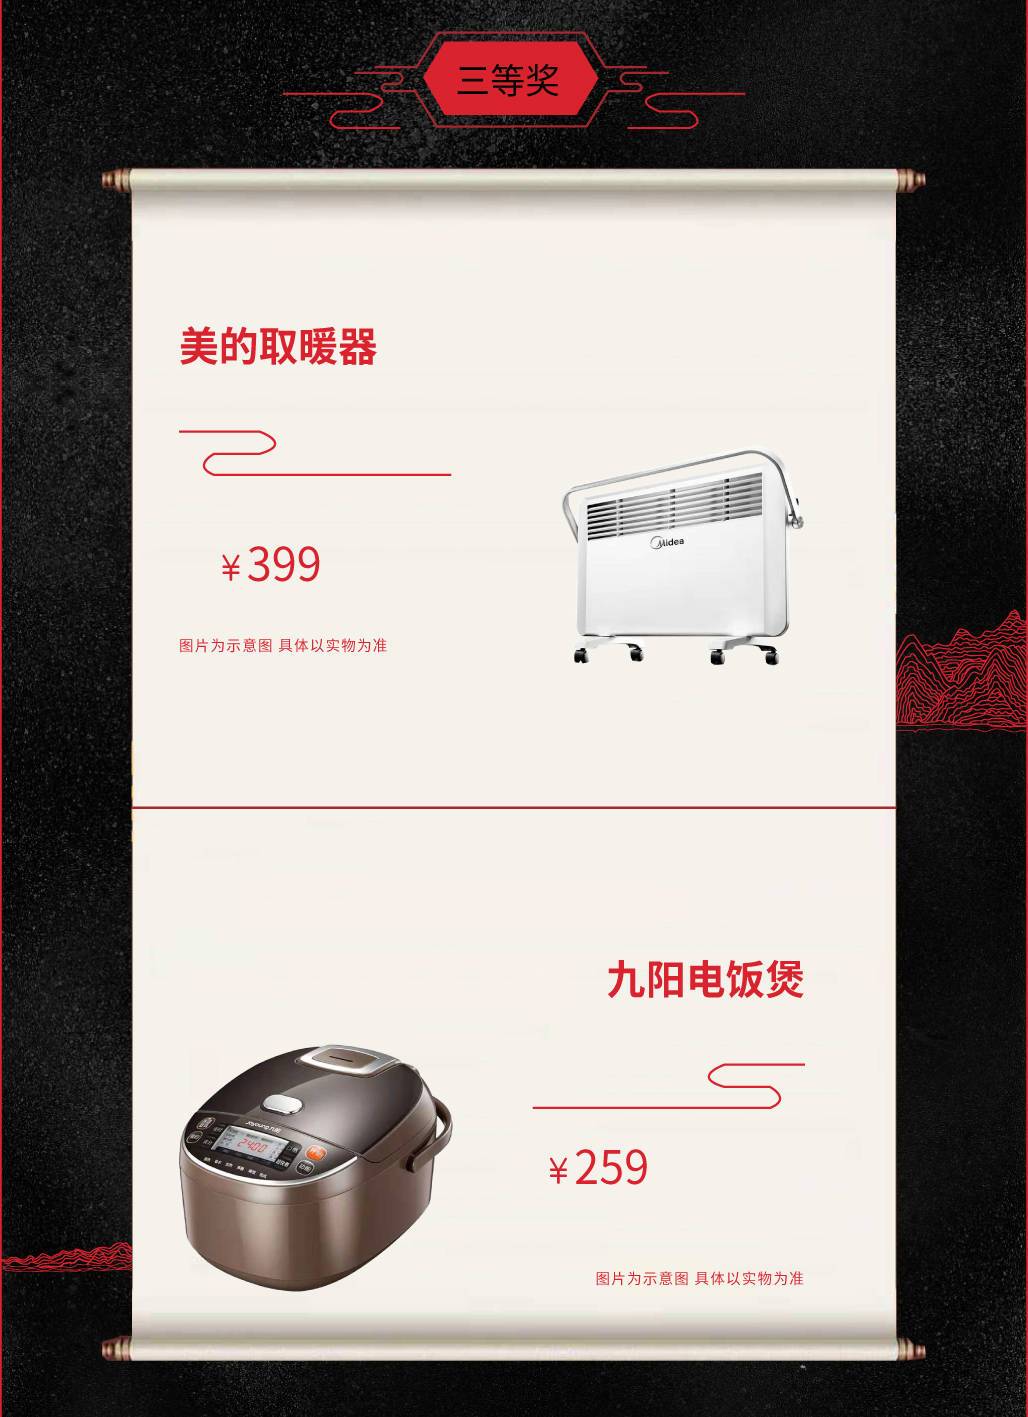 三等奖
美的取暖器
¥399
图片为示意图 具体以实物为准
Midea
九阳电饭煲
¥259
图片为示意图 具体以实物为准
Joyoung九阳
2400